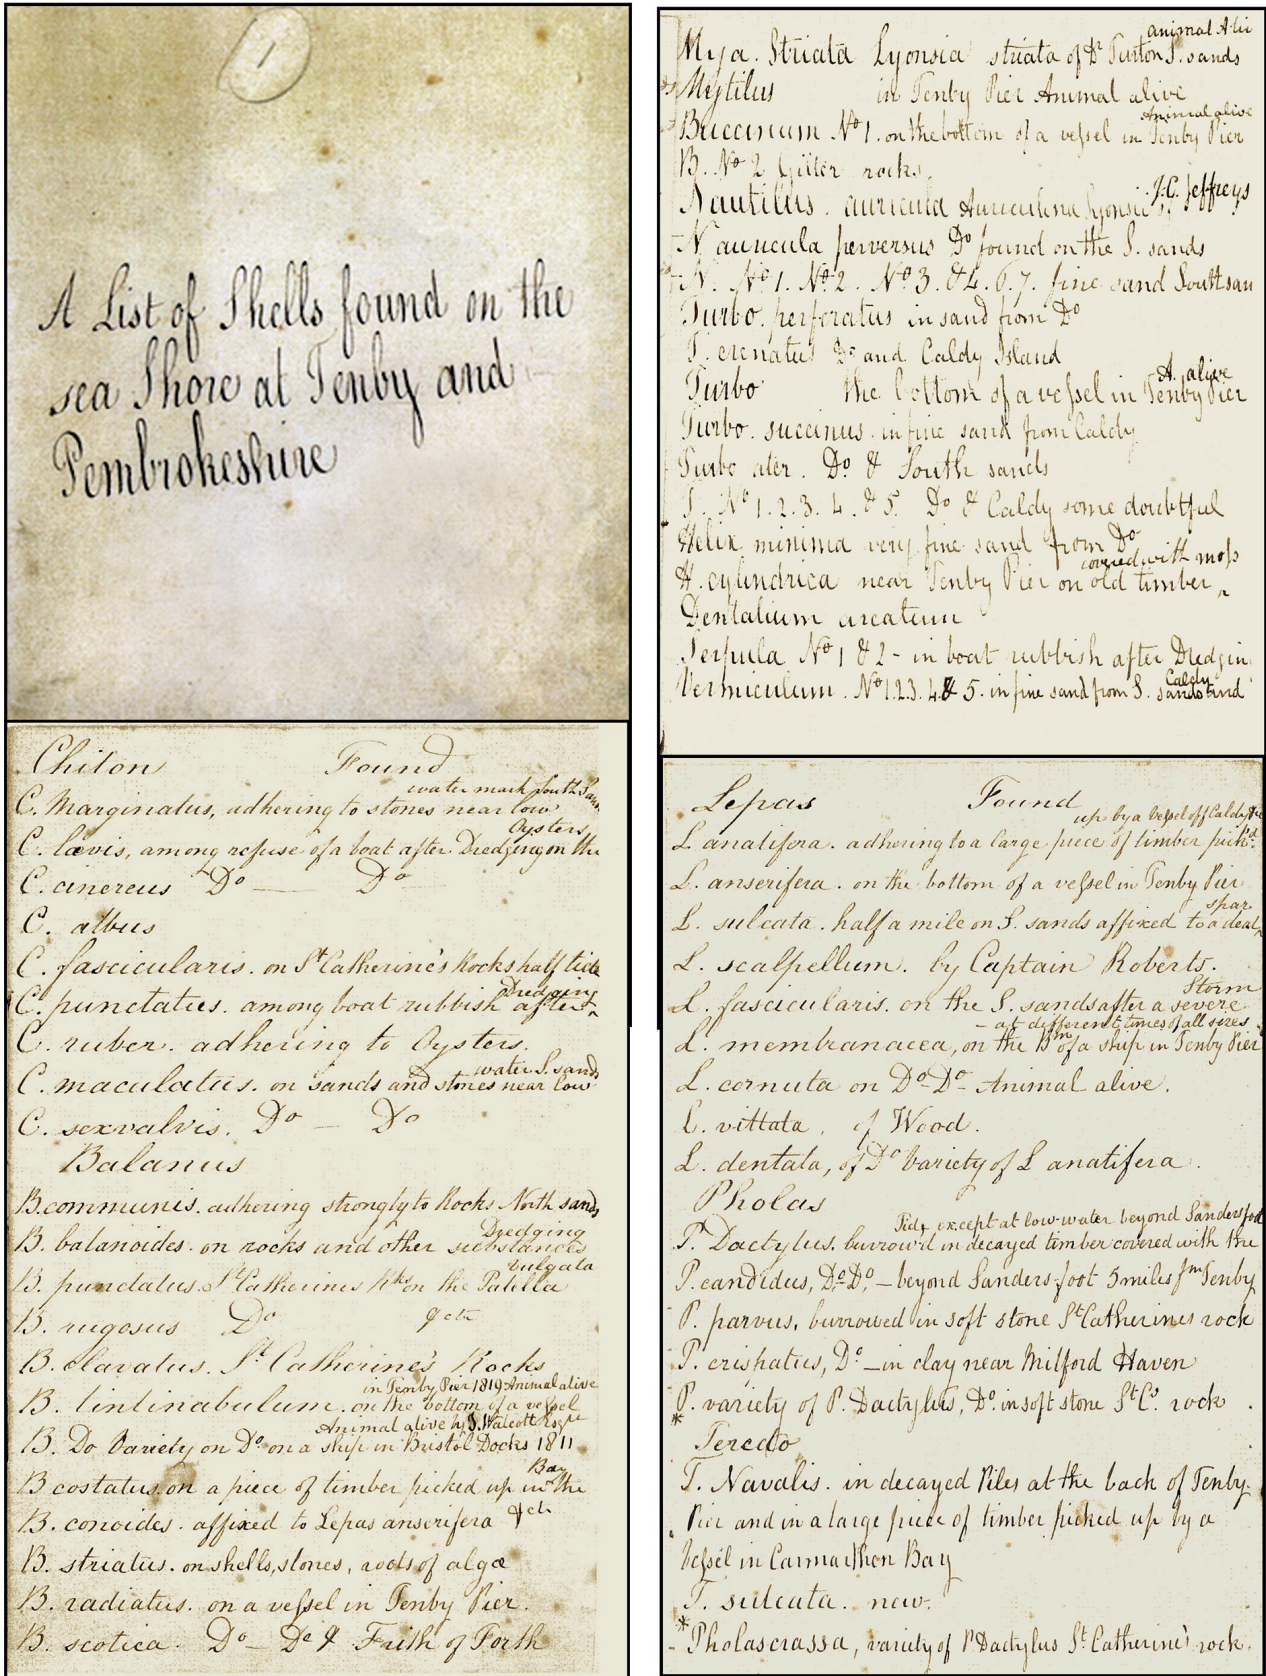 1
A List of Shells found on the
sea Shore at Tenby and
Pembrokeshire
Chiton Found
water mark South San
C. Marginatus, adhering to stones near low
Oysters
C. lævis, among refuse of a boat after Dredging on the
C. cinereus Do — Do
C. albus
C. fascicularis. on St Catherine's Rocks half tide
Dredging
C. punctatus. among boat rubbish after
C. ruber. adhering to Oysters.
water S. sands
C. maculatus. on sands and stones near low
C. sexvalvis. Do — Do
Balanus
B. communis. adhering strongly to Rocks North sands
Dredging
B. balanoides. on rocks and other substances
vulgata
B. punctatus. St Catherines Rks on the Patella
B. rugosus Do &ctr
B. clavatus. St Catherine's Rocks
in Tenby Pier 1819 Animal alive
B. tintinabulum. on the bottom of a vessel
Animal alive by J. Walcott Esqre
B. Do Variety on Do on a ship in Bristol Docks 1811
Bay
B costatus. on a piece of timber picked up in the
B. conoides. affixed to Lepas anserifera &ctr
B. striatus. on shells, stones, roots of algæ
B. radiatus. on a vessel in Tenby Pier.
B. scotica. Do — Do & Frith of Forth
animal Aliv
Mya. Striata Lyonsia striata of Dr Turton S. sands
Mytilus in Tenby Pier Animal alive
Animal alive
Buccinum No 1. on the bottom of a vessel in Tenby Pier
B. No 2 Gilter rocks.
J.C. Jeffreys
Nautilus. auricula Auriculina
N auricula perversus Do found on the S. sands
N. No 1. No 2. No 3. & 4. 6. 7. fine sand South san
Turbo. perforatus in sand from Do
T. crenatus Do and Caldy Island
A. alive
Turbo the bottom of a vessel in Tenby Pier
Turbo. succinus. in fine sand from Caldy
Turbo ater. Do & South sands
T. No 1. 2. 3. 4. & 5. Do & Caldy some doubtful
Helix minima very fine sand from Do
covered with moss
H. cylindrica near Tenby Pier on old timber
Dentalium arcatum
Serpula No 1 & 2 - in boat rubbish after Dredgin
Caldy
Vermiculum. No 1.2.3. 4. & 5. in fine sand from S. sands and
Lepas Found
up by a Vessel off Caldy
L anatifera. adhering to a large piece of timber pick'd
L. anserifera. on the bottom of a vessel in Tenby Pier
spar
L. sulcata. half a mile on S. sands affixed to a deal
L. scalpellum. by Captain Roberts.
Storm
L. fascicularis. on the S. sands after a severe
- at different times of all sizes
L. membranacea, on the Bm of a ship in Tenby Pier
L. cornuta on Do Do Animal alive.
L. vittata, of Wood.
L. dentata, of Do Variety of L anatifera.
Pholas
Tide, except at low-water beyond Sandersfoot
P. Dactylus. burrow'd in decayed timber covered with the
P. candidus, Do Do, — beyond Sanders-foot 5 miles fm Tenby
P. parvus, burrowed in soft stone St Catherines rock
P. crishatus, Do — in clay near Milford Haven
P. variety of P. Dactylus, Do. in soft stone St Cs. rock
*
Teredo
T. Navalis. in decayed Piles at the back of Tenby
Pier and in a large piece of timber picked up by a
Vessel in Carmarthen Bay
T. sulcata. new.
*
- Pholas crassa, variety of P Dactylus St Catherine's rock.